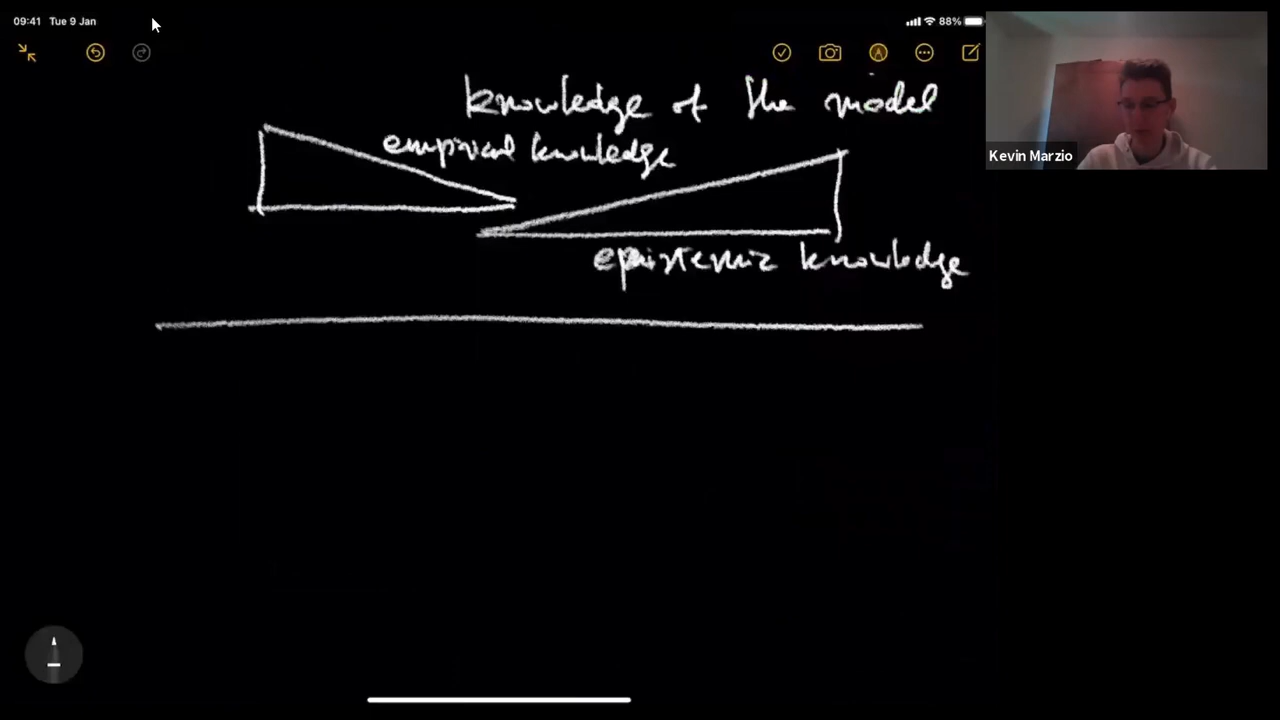 09:41 Tue 9 Jan 88%
knowledge of the model
empirical knowledge
Kevin Marzio
epistemic knowledge